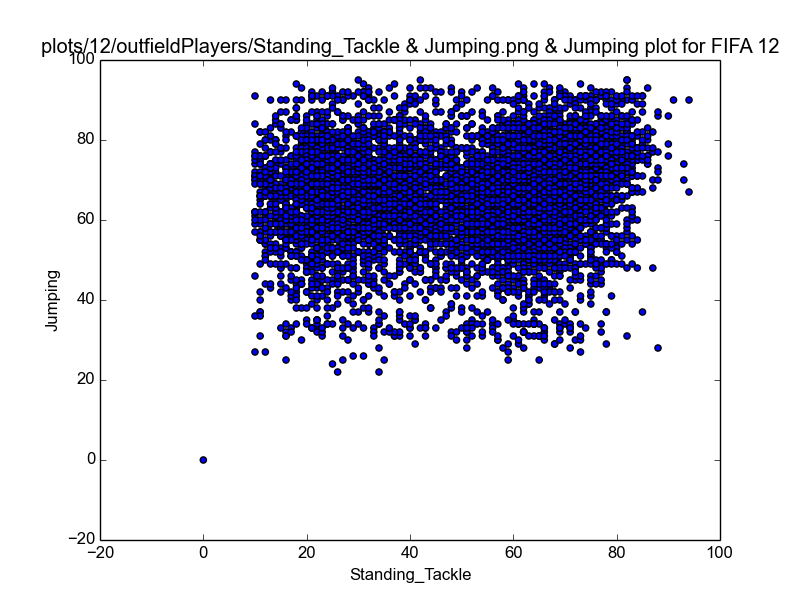 plots/12/outfieldPlayers/Standing_Tackle & Jumping.png & Jumping plot for FIFA 12
100
80
60
40
20
0
−20
Jumping
−20 0 20 40 60 80 100
Standing_Tackle